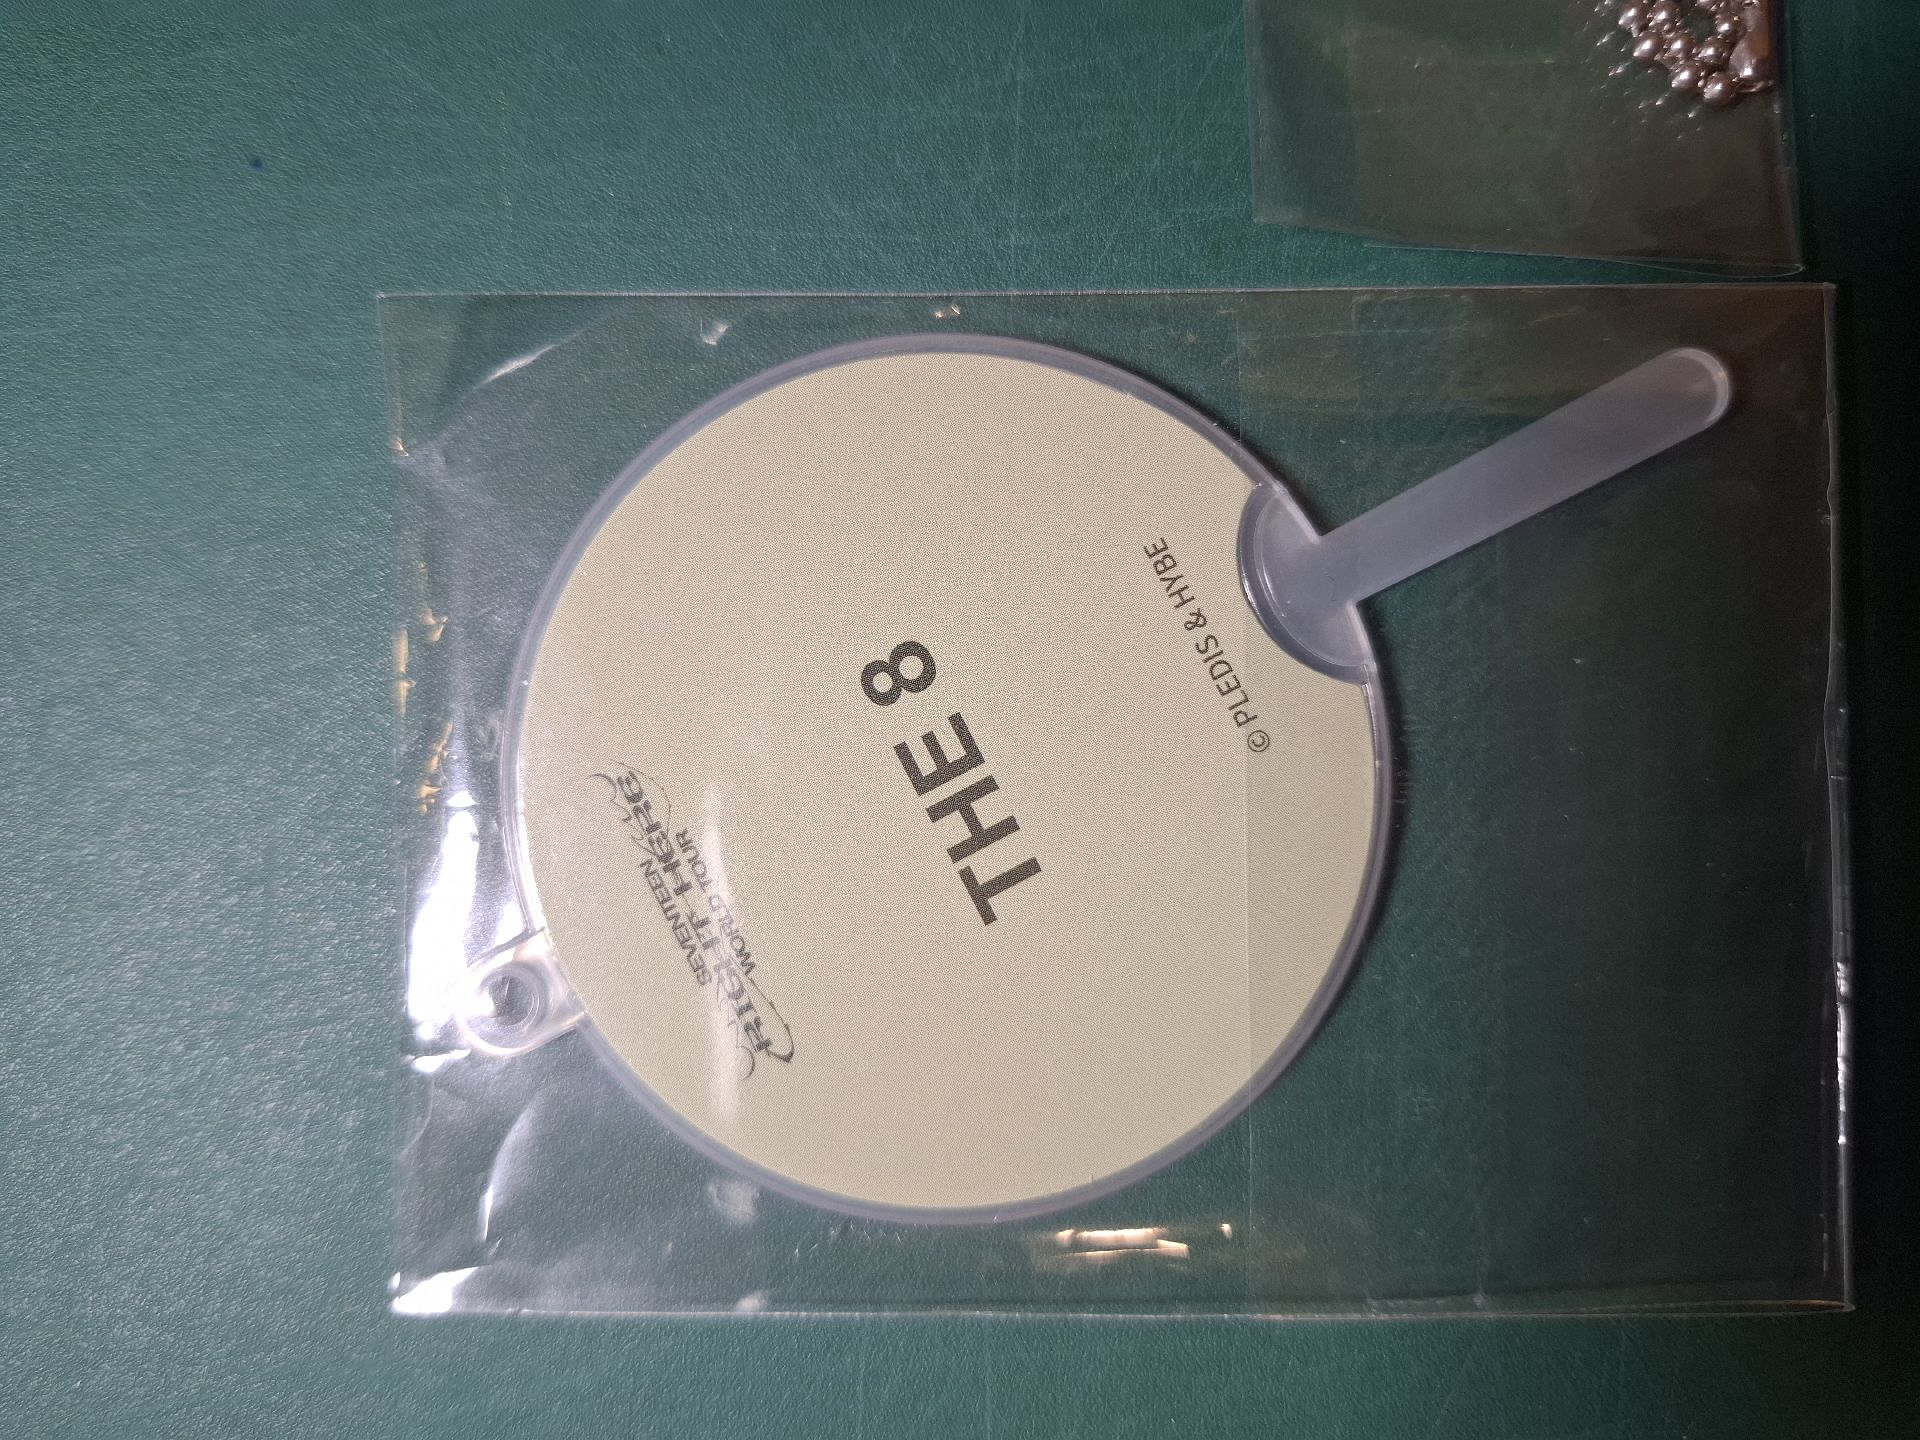 SEVENTEEN
RIGHT HERE
WORLD TOUR
THE 8
© PLEDIS & HYBE